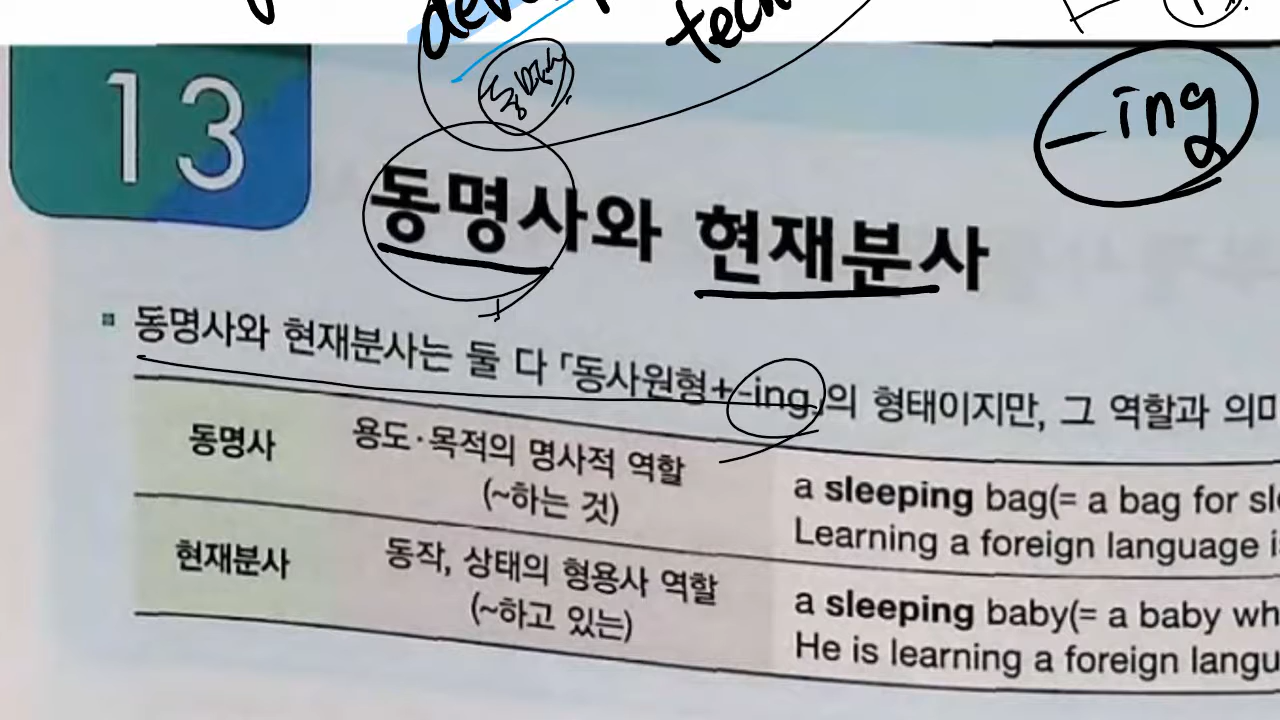 tech
-ing
13
동명사와 현재분사
동명사와 현재분사는 둘 다 「동사원형+-ing」의 형태이지만, 그 역할과 의미
동명사 용도·목적의 명사적 역할 (~하는 것)
a sleeping bag(= a bag for
Learning a foreign language
현재분사 동작, 상태의 형용사 역할 (~하고 있는)
a sleeping baby(= a baby
He is learning a foreign